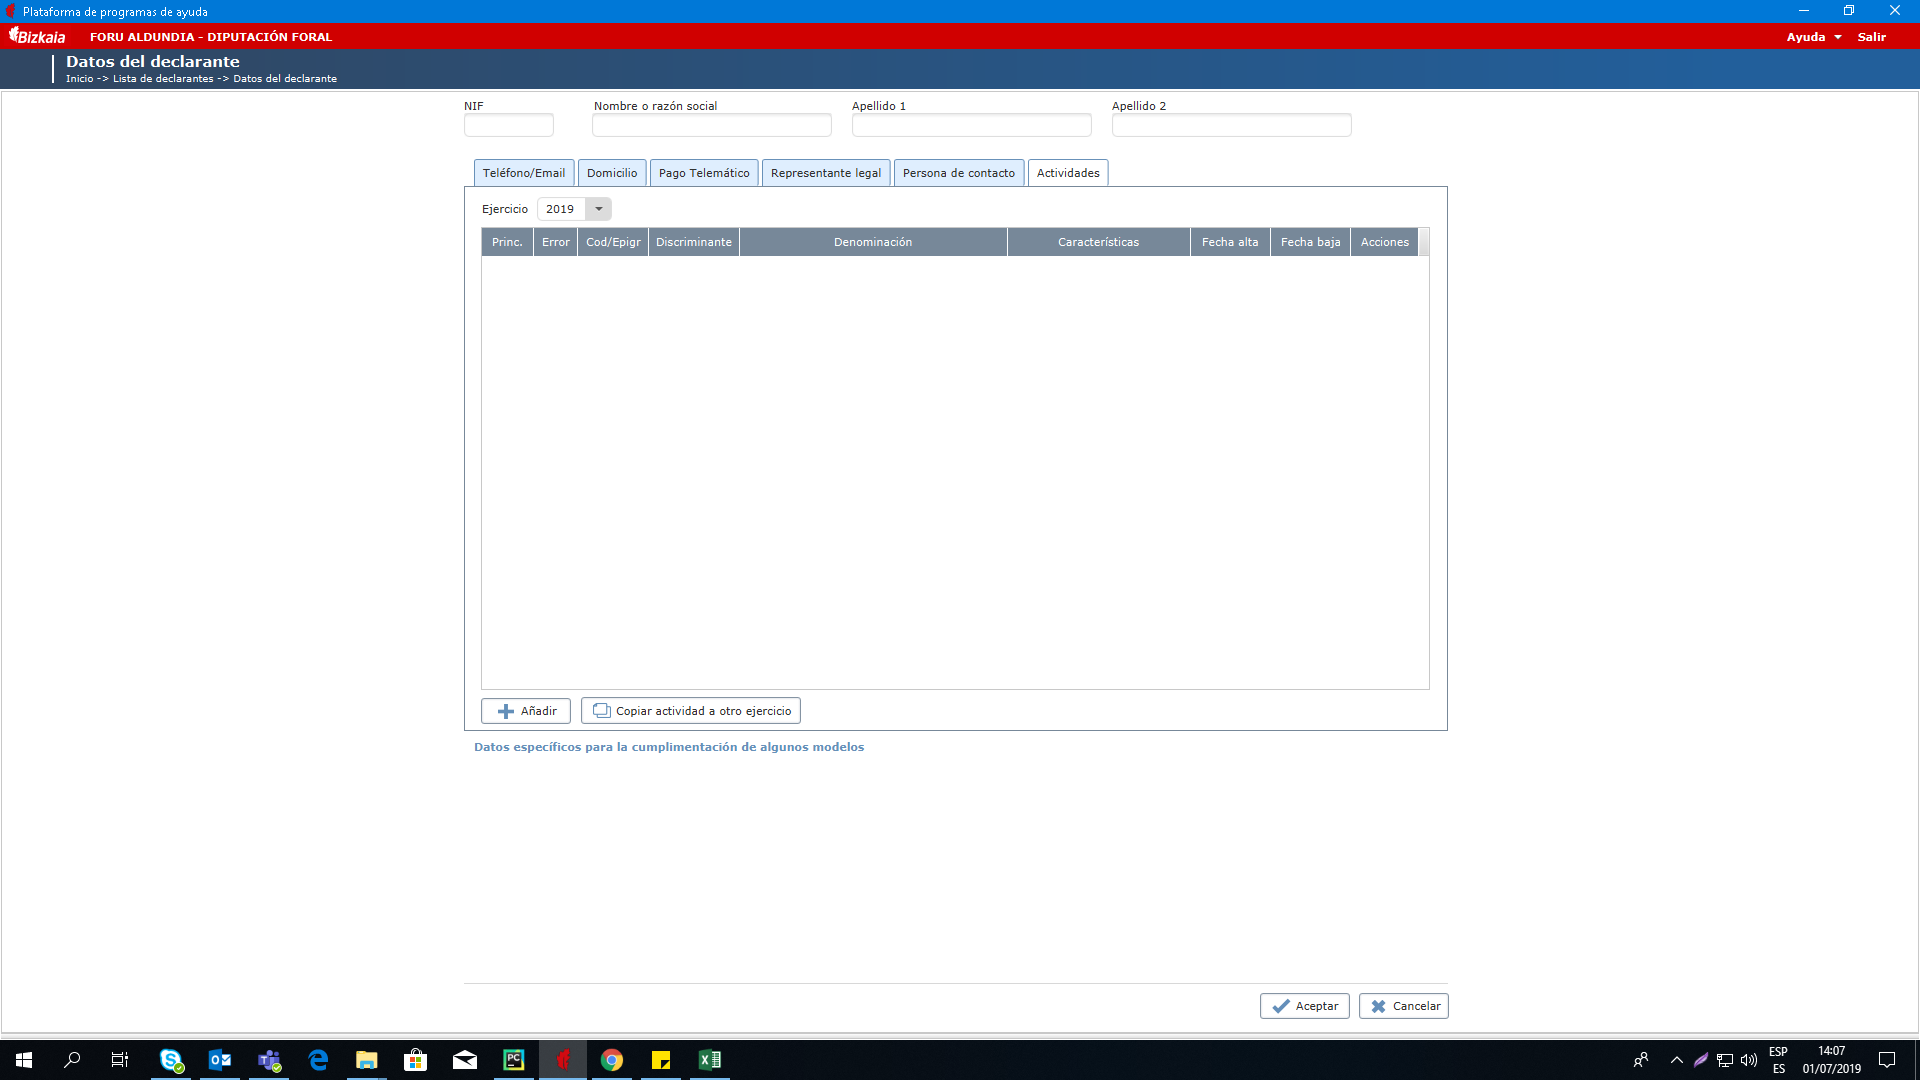 Plataforma de programas de ayuda
Bizkaia FORU ALDUNDIA - DIPUTACIÓN FORAL Ayuda Salir
Datos del declarante
Inicio -> Lista de declarantes -> Datos del declarante
NIF Nombre o razón social Apellido 1 Apellido 2
Teléfono/Email Domicilio Pago Telemático Representante legal Persona de contacto Actividades
Ejercicio 2019
Princ. Error Cod/Epigr Discriminante Denominación Características Fecha alta Fecha baja Acciones
Añadir Copiar actividad a otro ejercicio
Datos específicos para la cumplimentación de algunos modelos
Aceptar Cancelar
ESP 14:07
ES 01/07/2019